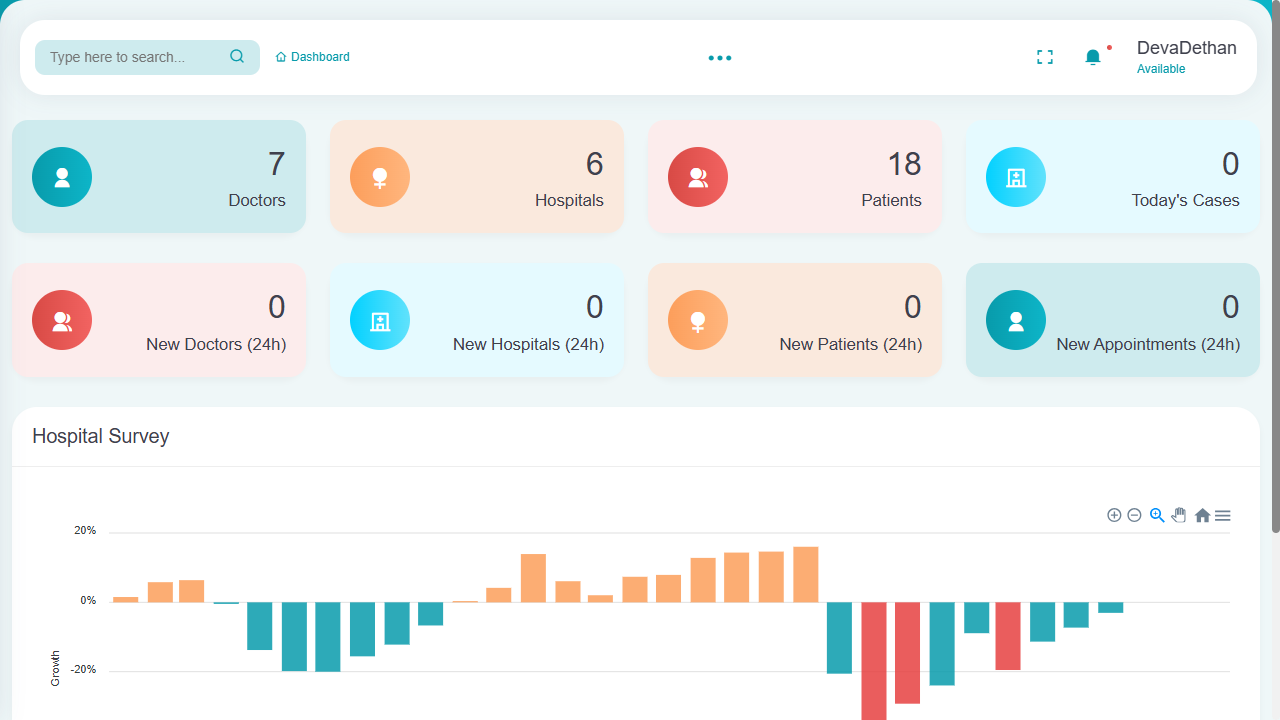 Type here to search...
Dashboard
DevaDethan
Available
7
Doctors
6
Hospitals
18
Patients
0
Today's Cases
0
New Doctors (24h)
0
New Hospitals (24h)
0
New Patients (24h)
0
New Appointments (24h)
Hospital Survey
20%
0%
-20%
Growth